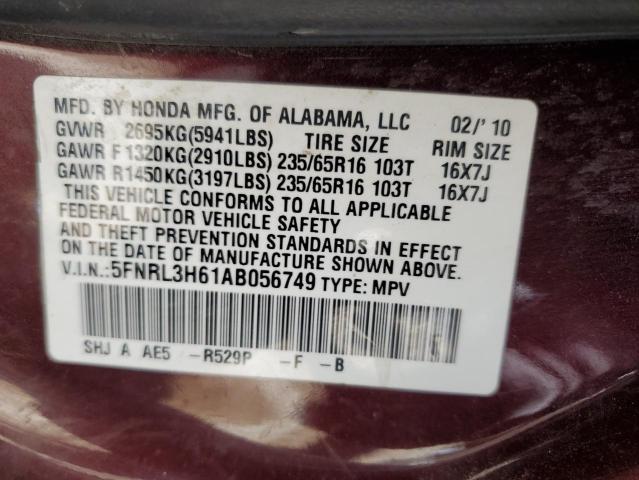 MFD. BY HONDA MFG. OF ALABAMA, LLC 02/'10
GVWR 2695KG(5941LBS) TIRE SIZE RIM SIZE
GAWR F1320KG(2910LBS) 235/65R16 103T 16X7J
GAWR R1450KG(3197LBS) 235/65R16 103T 16X7J
THIS VEHICLE CONFORMS TO ALL APPLICABLE
FEDERAL MOTOR VEHICLE SAFETY
AND THEFT PREVENTION STANDARDS IN EFFECT
ON THE DATE OF MANUFACTURE SHOWN ABOVE.
V.I.N.:5FNRL3H61AB056749 TYPE: MPV
SHJ A AE5 -R529P -F -B